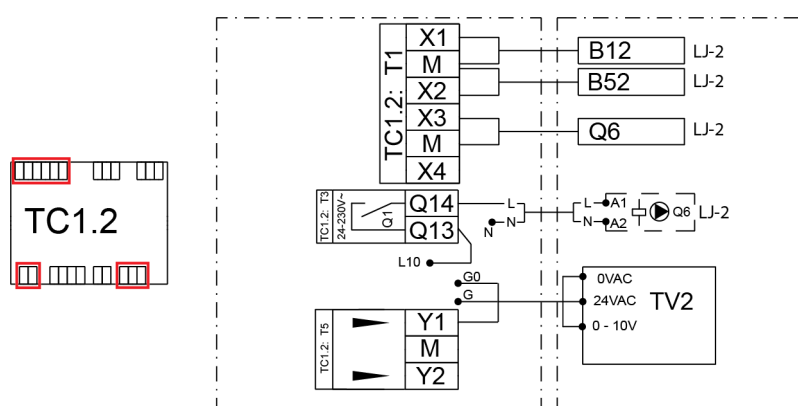 TC1.2
TC1.2: T1
X1
M
X2
X3
M
X4
B12 LJ-2
B52 LJ-2
Q6 LJ-2
TC1.2: T3
24-230V~
Q1
Q14
Q13
L
N
N
L10
L
N
A1
A2
Q6
LJ-2
G0
G
TC1.2: T5
Y1
M
Y2
0VAC
24VAC
0 - 10V
TV2